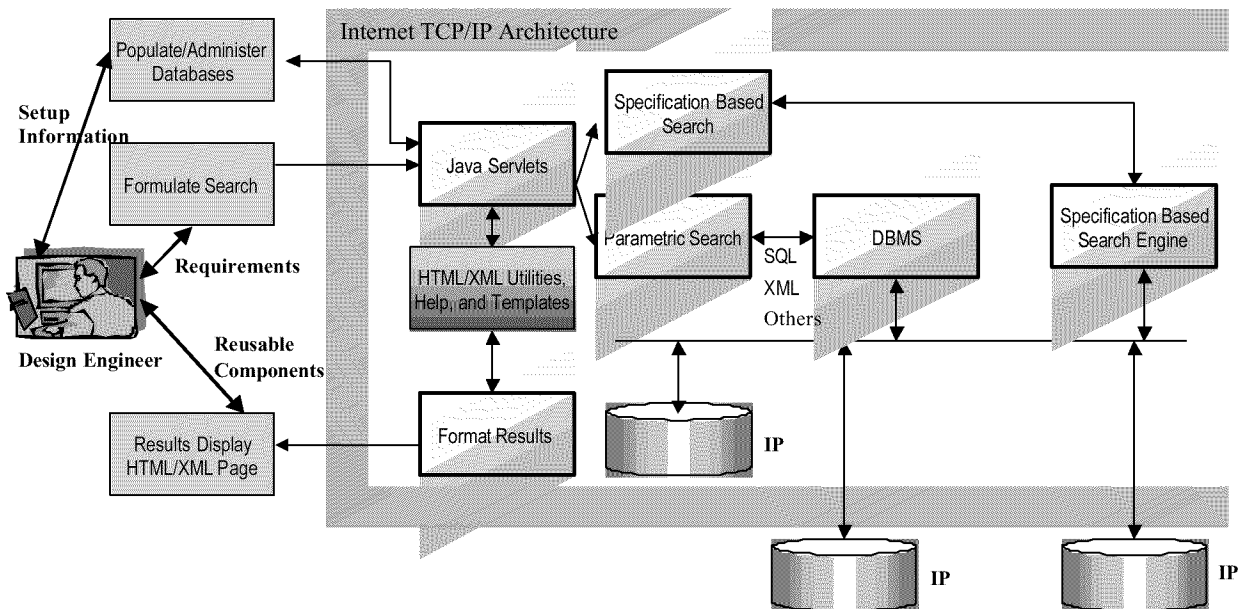 Internet TCP/IP Architecture
Populate/Administer
Databases
Setup
Information
Formulate Search
Requirements
Design Engineer
Reusable
Components
Results Display
HTML/XML Page
Java Servlets
HTML/XML Utilities,
Help, and Templates
Format Results
Specification Based
Search
Parametric Search
SQL
XML
Others
DBMS
Specification Based
Search Engine
IP
IP
IP